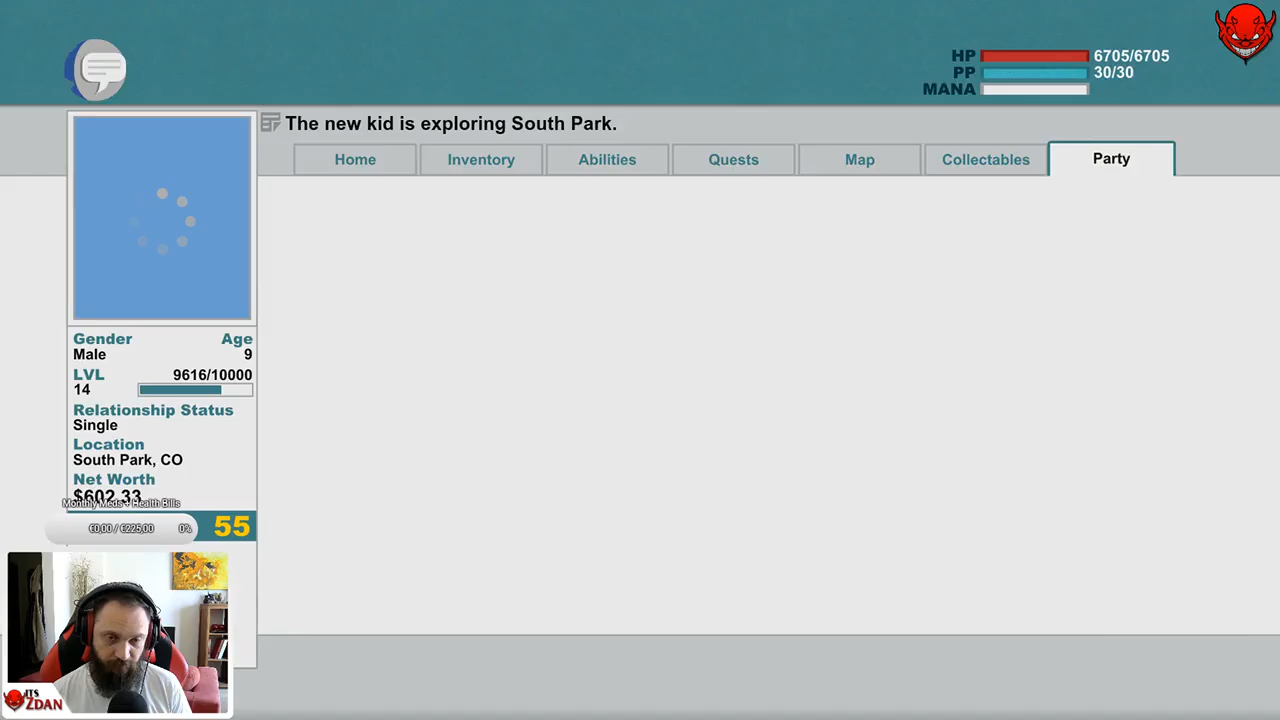 HP 6705/6705
PP 30/30
MANA
The new kid is exploring South Park.
Home Inventory Abilities Quests Map Collectables Party
Gender Age
Male 9
LVL 9616/10000
14
Relationship Status
Single
Location
South Park, CO
Net Worth
$602.33
Monthly Meds + Health Bills
€0,00 / €225,00 0%
55
ITS
ZDAN